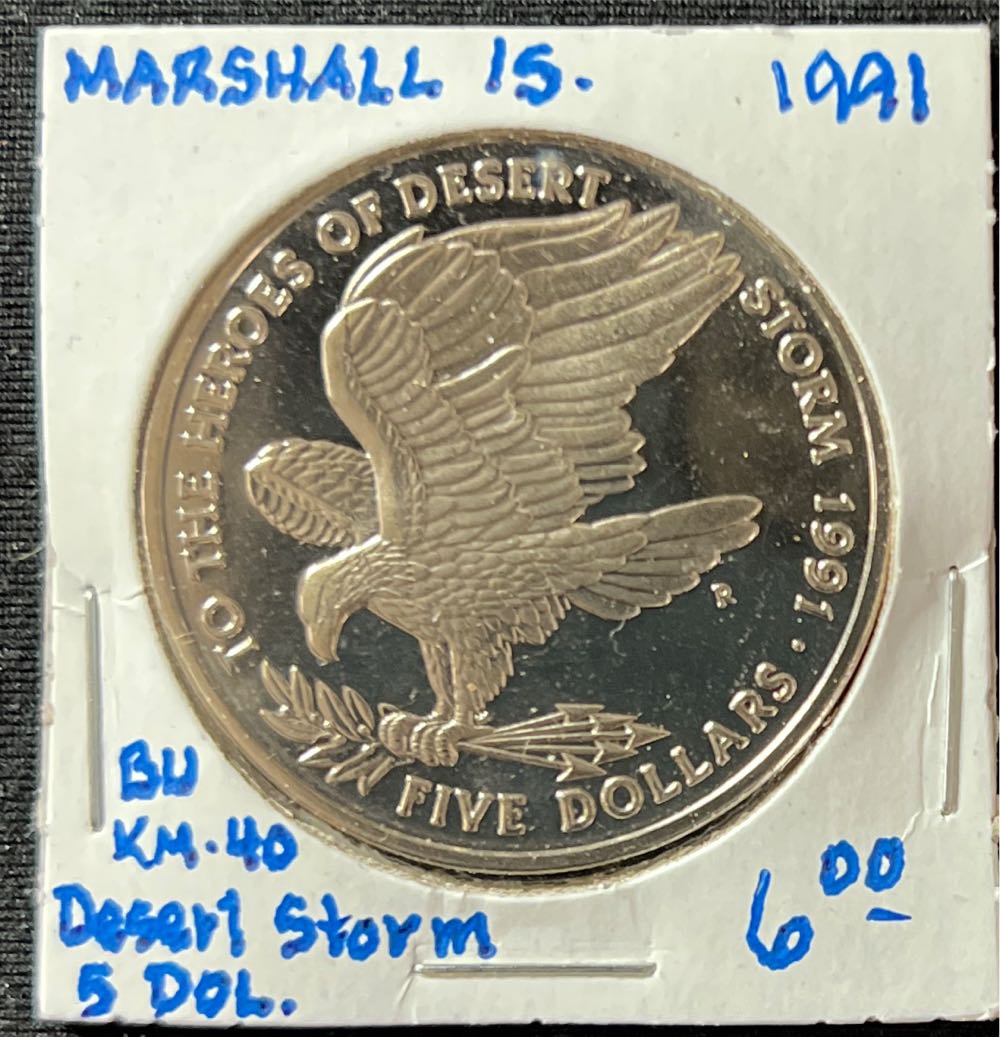 MARSHALL IS. 1991
TO THE HEROES OF DESERT STORM 1991 .
R
FIVE DOLLARS
BU
KM-40
Desert Storm
5 DOL.
6 00